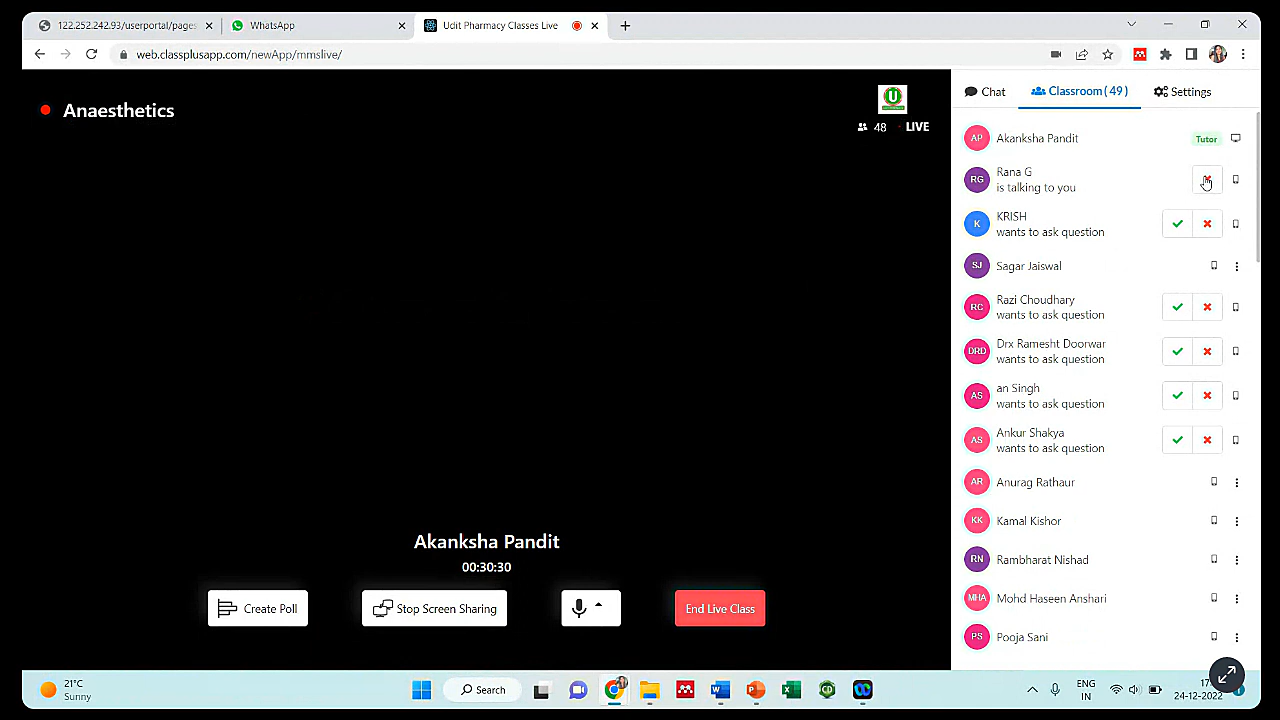 122.252.242.93/userportal/pages
WhatsApp
Udit Pharmacy Classes Live
web.classplusapp.com/newApp/mmslive/
Anaesthetics
U
48
LIVE
Chat
Classroom ( 49 )
Settings
AP
Akanksha Pandit
Tutor
RG
Rana G
is talking to you
K
KRISH
wants to ask question
SJ
Sagar Jaiswal
RC
Razi Choudhary
wants to ask question
DRD
Drx Ramesht Doorwar
wants to ask question
AS
an Singh
wants to ask question
AS
Ankur Shakya
wants to ask question
AR
Anurag Rathaur
KK
Kamal Kishor
RN
Rambharat Nishad
MHA
Mohd Haseen Anshari
PS
Pooja Sani
Akanksha Pandit
00:30:30
Create Poll
Stop Screen Sharing
End Live Class
21°C
Sunny
Search
ENG
IN
24-12-2022